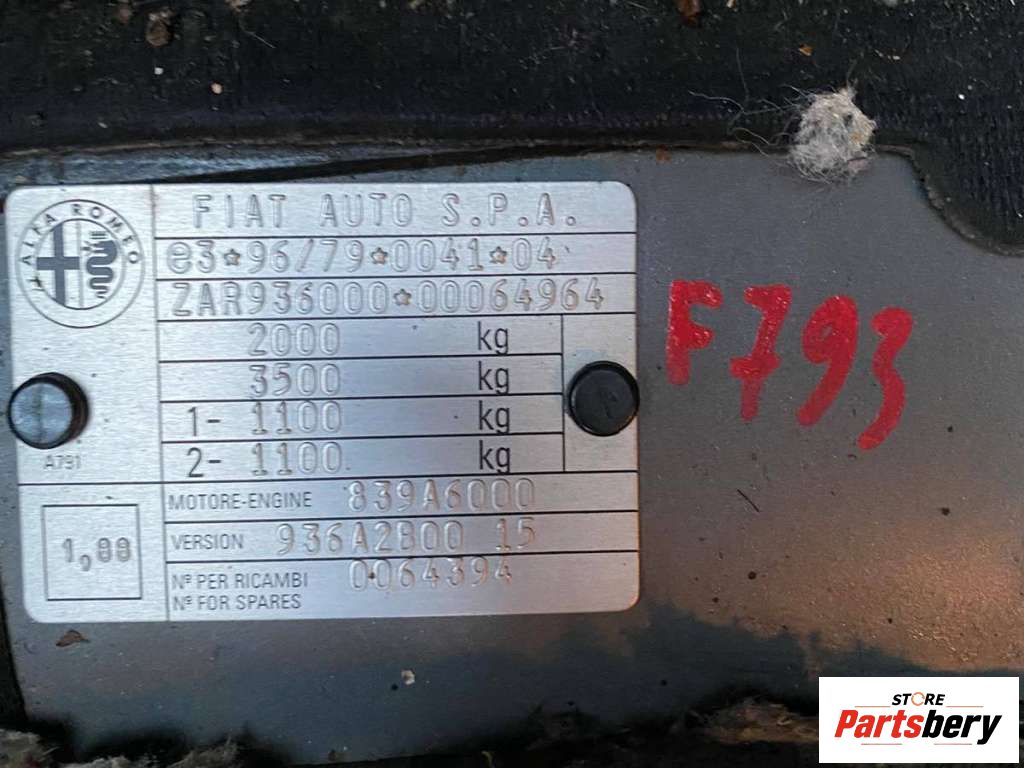 FIAT AUTO S.P.A.
ALFA ROMEO
e3*96/79*0041*04
ZAR936000*00064964
2000 kg
3500 kg
1- 1100 kg
2- 1100 kg
A791
MOTORE-ENGINE 839A6000
VERSION 936A2B00 15
1,88
Nº PER RICAMBI 0064394
Nº FOR SPARES
F793
STORE
Partsbery